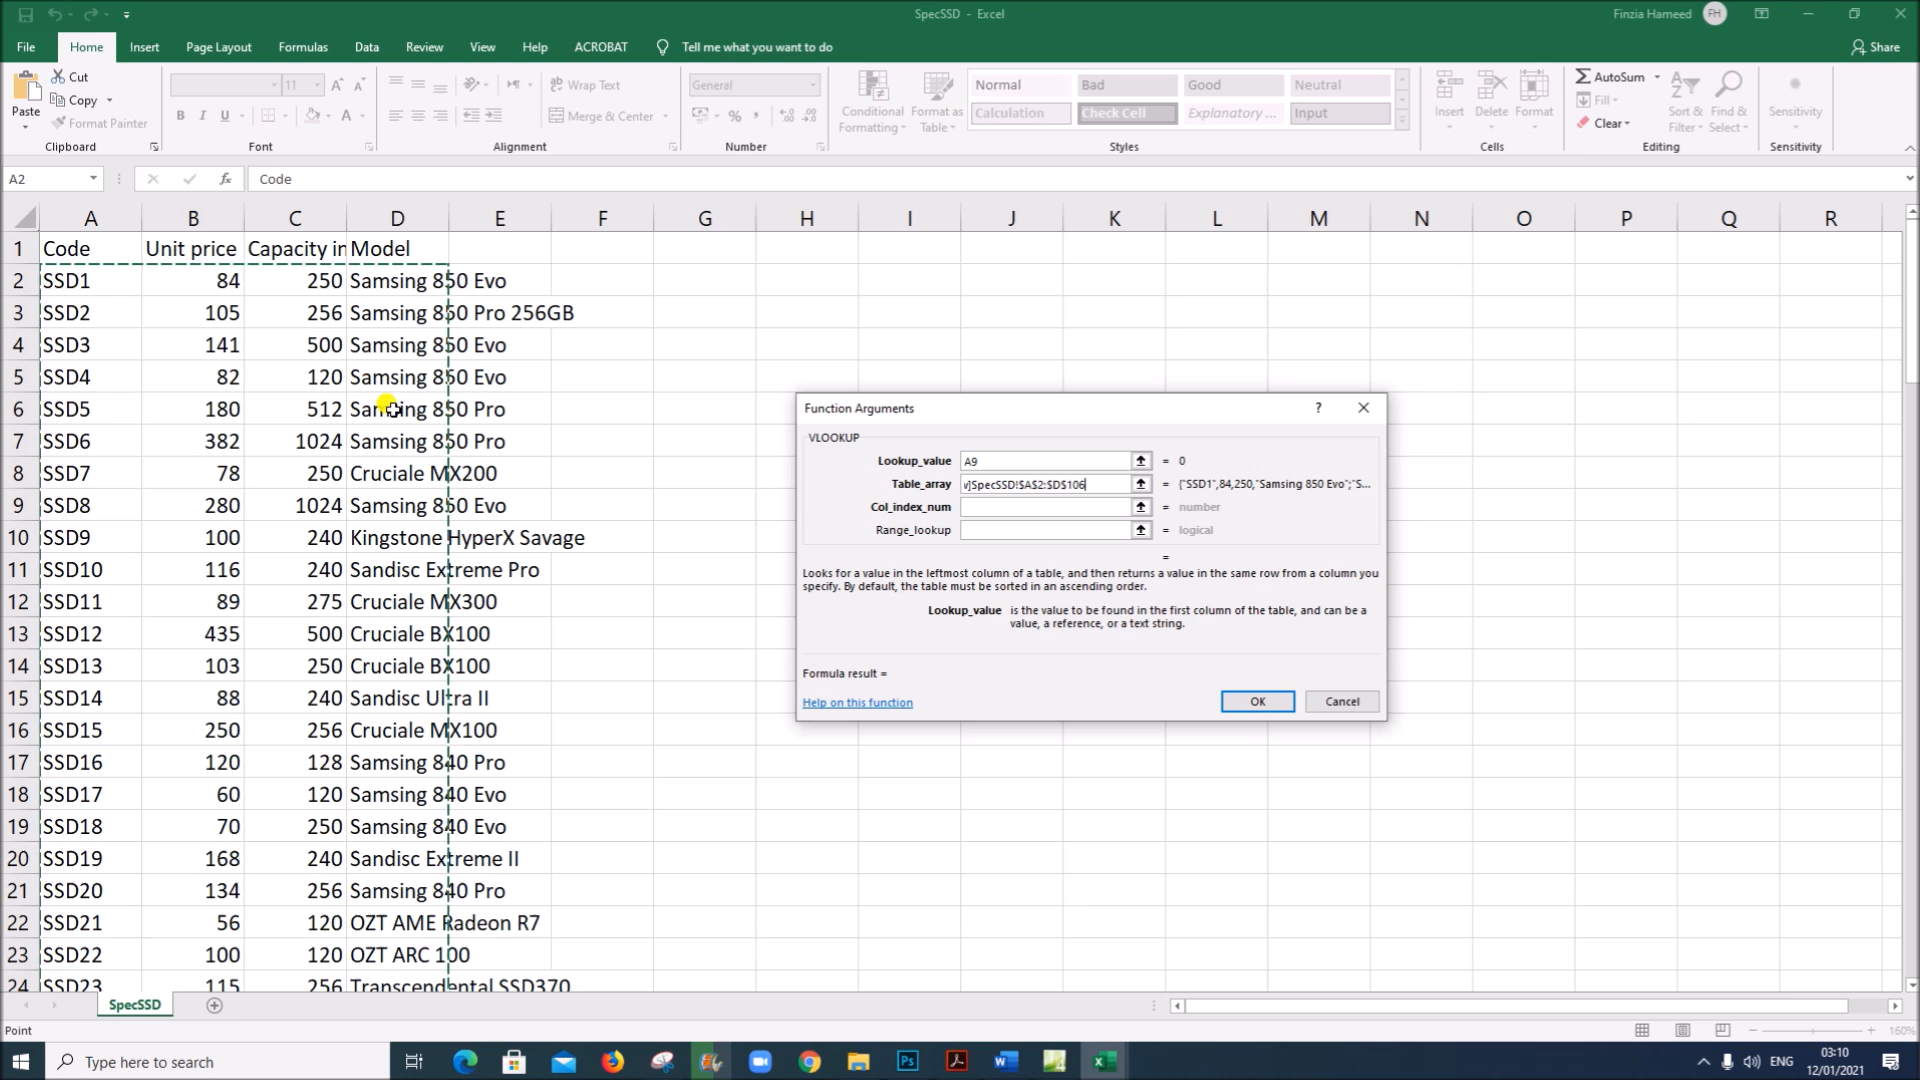 SpecSSD - Excel
Finzia Hameed FH
File Home Insert Page Layout Formulas Data Review View Help ACROBAT Tell me what you want to do Share
Paste
Cut
Copy
Format Painter
Clipboard
11 A A
B I U A
Font
ab Wrap Text
Merge & Center
Alignment
General
% ,
Number
Conditional Formatting
Format as Table
Normal Bad Good Neutral
Calculation Check Cell Explanatory ... Input
Styles
Insert Delete Format
Cells
AutoSum
Fill
Clear
Sort & Filter
Find & Select
Editing
Sensitivity
Sensitivity
A2 fx Code
A B C D E F G H I J K L M N O P Q R
1 Code Unit price Capacity in Model
2 SSD1 84 250 Samsing 850 Evo
3 SSD2 105 256 Samsing 850 Pro 256GB
4 SSD3 141 500 Samsing 850 Evo
5 SSD4 82 120 Samsing 850 Evo
6 SSD5 180 512 Samsing 850 Pro
7 SSD6 382 1024 Samsing 850 Pro
8 SSD7 78 250 Cruciale MX200
9 SSD8 280 1024 Samsing 850 Evo
10 SSD9 100 240 Kingstone HyperX Savage
11 SSD10 116 240 Sandisc Extreme Pro
12 SSD11 89 275 Cruciale MX300
13 SSD12 435 500 Cruciale BX100
14 SSD13 103 250 Cruciale BX100
15 SSD14 88 240 Sandisc Ultra II
16 SSD15 250 256 Cruciale MX100
17 SSD16 120 128 Samsing 840 Pro
18 SSD17 60 120 Samsing 840 Evo
19 SSD18 70 250 Samsing 840 Evo
20 SSD19 168 240 Sandisc Extreme II
21 SSD20 134 256 Samsing 840 Pro
22 SSD21 56 120 OZT AME Radeon R7
23 SSD22 100 120 OZT ARC 100
24 SSD23 115 256 Transcendental SSD370
Function Arguments ?
VLOOKUP
Lookup_value A9 = 0
Table_array v]SpecSSD!$A$2:$D$106 = {"SSD1",84,250,"Samsing 850 Evo";"S...
Col_index_num = number
Range_lookup = logical
=
Looks for a value in the leftmost column of a table, and then returns a value in the same row from a column you
specify. By default, the table must be sorted in an ascending order.
Lookup_value is the value to be found in the first column of the table, and can be a
value, a reference, or a text string.
Formula result =
Help on this function
OK Cancel
SpecSSD
Point
160%
Type here to search
ENG
03:10
12/01/2021